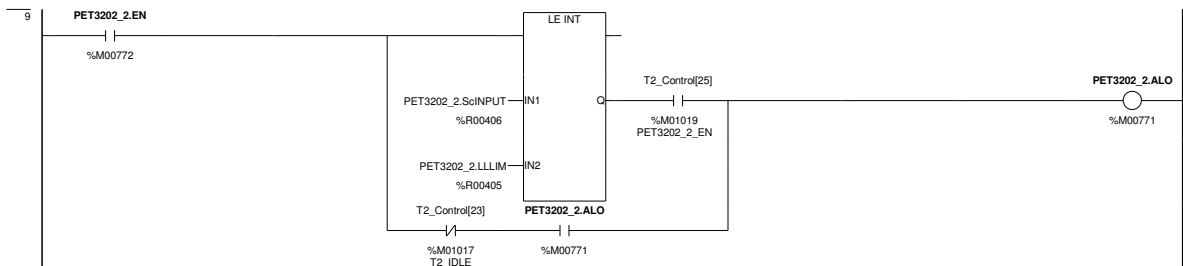 9
PET3202_2.EN
%M00772
LE INT
PET3202_2.ScINPUT
IN1
%R00406
Q
T2_Control[25]
%M01019
PET3202_2_EN
PET3202_2.ALO
%M00771
PET3202_2.LLLIM
IN2
%R00405
T2_Control[23]
%M01017
T2_IDLE
PET3202_2.ALO
%M00771